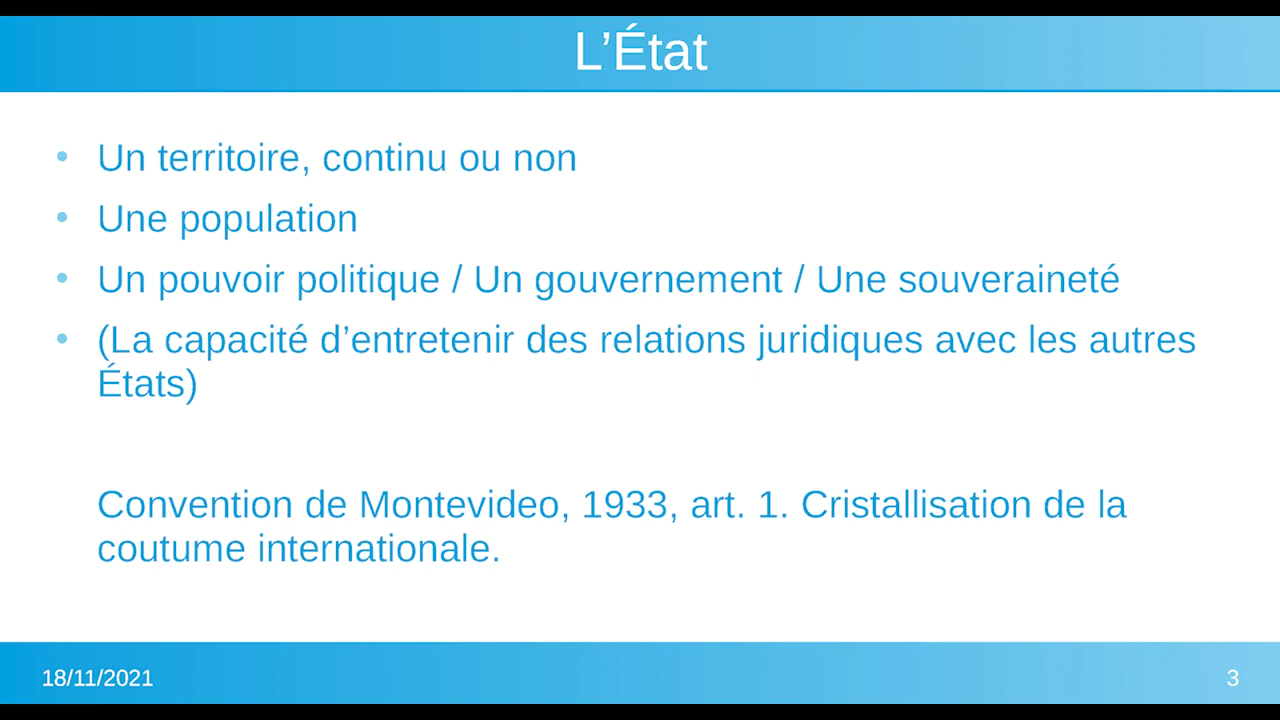 L’État
• Un territoire, continu ou non
• Une population
• Un pouvoir politique / Un gouvernement / Une souveraineté
• (La capacité d’entretenir des relations juridiques avec les autres
États)
Convention de Montevideo, 1933, art. 1. Cristallisation de la
coutume internationale.
18/11/2021
3